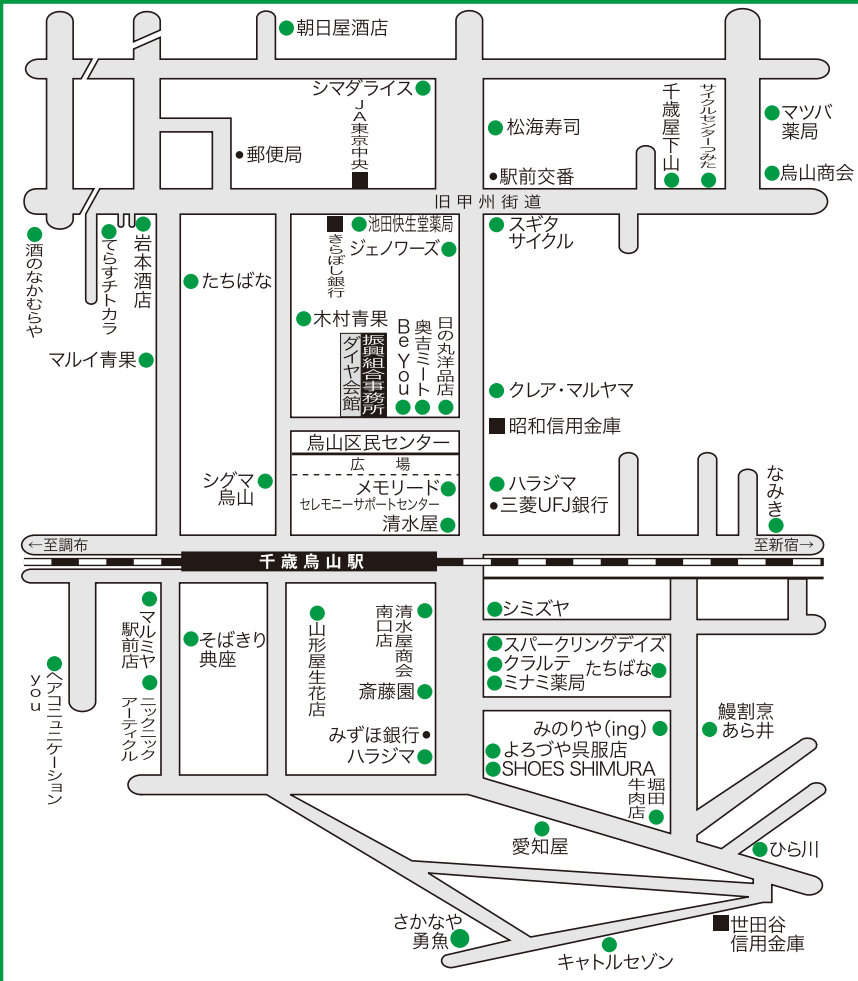 朝日屋酒店
シマダライス
JA東京中央
松海寿司
千歳屋下山
サイクルセンターつみた
マツバ
薬局
郵便局
駅前交番
烏山商会
旧甲州街道
酒のなかむらや
てらすチトカラ
岩本酒店
きらぼし銀行
池田快生堂薬局
ジェノワーズ
スギタ
サイクル
たちばな
木村青果
マルイ青果
ダイヤ会館
振興組合事務所
Be You
奥吉ミート
日の丸洋品店
クレア・マルヤマ
昭和信用金庫
烏山区民センター
広場
シグマ
烏山
メモリード
セレモニーサポートセンター
清水屋
ハラジマ
三菱UFJ銀行
なみき
←至調布
千歳烏山駅
至新宿→
マルミヤ
駅前店
そばきり
典座
山形屋生花店
清水屋商会
南口店
シミズヤ
スパークリングデイズ
クラルテ
たちばな
ミナミ薬局
ヘアコミュニケーション
you
ニックニック
アーティクル
斎藤園
みずほ銀行
ハラジマ
みのりや(ing)
よろづや呉服店
SHOES SHIMURA
鰻割烹
あら井
堀田
牛肉店
愛知屋
ひら川
さかなや
勇魚
キャトルセゾン
世田谷
信用金庫